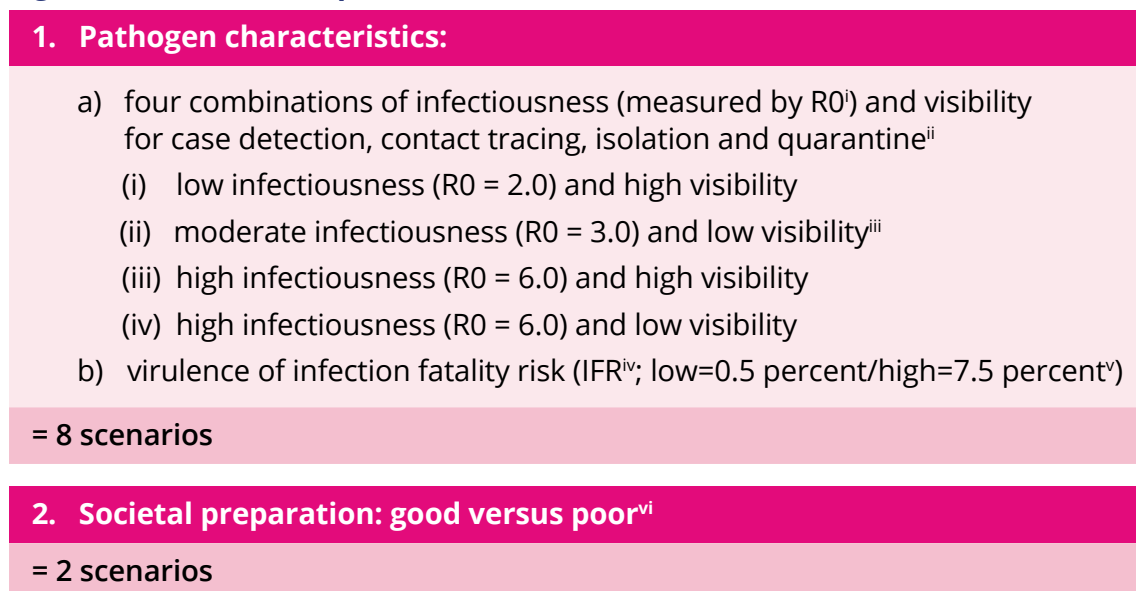 1. Pathogen characteristics:
a) four combinations of infectiousness (measured by R0ⁱ) and visibility
for case detection, contact tracing, isolation and quarantineⁱⁱ
(i) low infectiousness (R0 = 2.0) and high visibility
(ii) moderate infectiousness (R0 = 3.0) and low visibilityⁱⁱⁱ
(iii) high infectiousness (R0 = 6.0) and high visibility
(iv) high infectiousness (R0 = 6.0) and low visibility
b) virulence of infection fatality risk (IFRⁱᵛ; low=0.5 percent/high=7.5 percentᵛ)
= 8 scenarios
2. Societal preparation: good versus poorᵛⁱ
= 2 scenarios